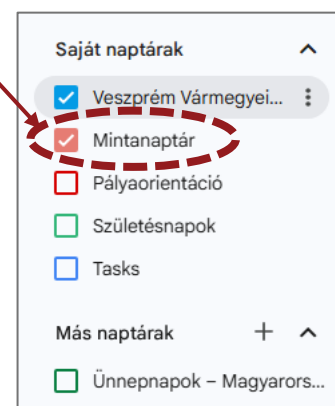 Saját naptárak
Veszprém Vármegyei...
Mintanaptár
Pályaorientáció
Születésnapok
Tasks
Más naptárak
Ünnepnapok – Magyarors...